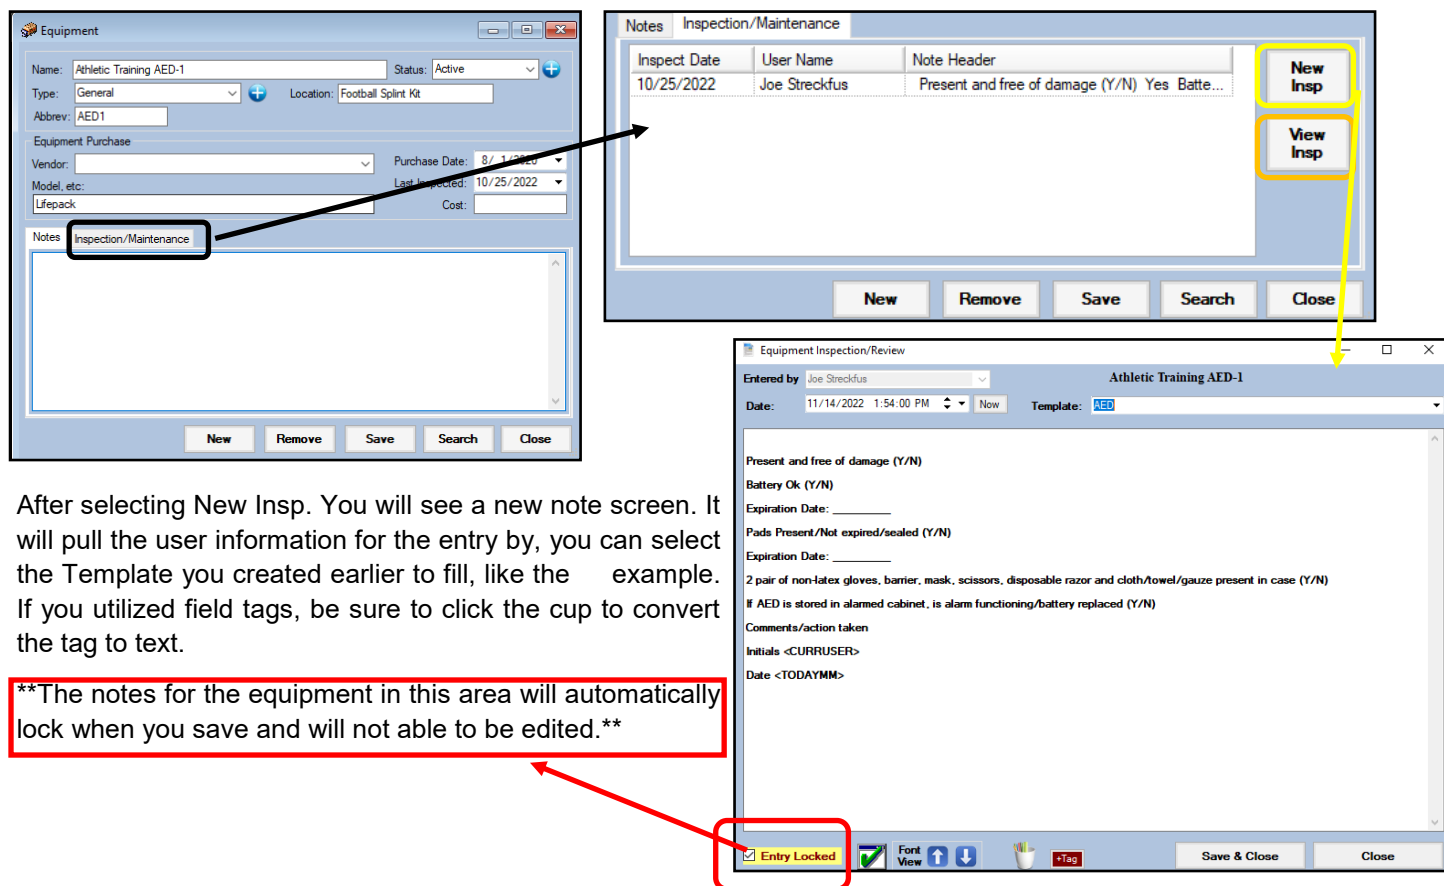 Equipment
Name: Athletic Training AED-1 Status: Active
Type: General Location: Football Splint Kit
Abbrev: AED1
Equipment Purchase
Vendor: Purchase Date: 8/ 1/2020
Model, etc: Last Inspected: 10/25/2022
Lifepack Cost:
Notes Inspection/Maintenance
New Remove Save Search Close
Notes Inspection/Maintenance
Inspect Date User Name Note Header
10/25/2022 Joe Streckfus Present and free of damage (Y/N) Yes Batte...
New
Insp
View
Insp
New Remove Save Search Close
After selecting New Insp. You will see a new note screen. It
will pull the user information for the entry by, you can select
the Template you created earlier to fill, like the example.
If you utilized field tags, be sure to click the cup to convert
the tag to text.
**The notes for the equipment in this area will automatically
lock when you save and will not able to be edited.**
Equipment Inspection/Review
Entered by Joe Streckfus Athletic Training AED-1
Date: 11/14/2022 1:54:00 PM Now Template: AED
Present and free of damage (Y/N)
Battery Ok (Y/N)
Expiration Date: ________
Pads Present/Not expired/sealed (Y/N)
Expiration Date: ________
2 pair of non-latex gloves, barrier, mask, scissors, disposable razor and cloth/towel/gauze present in case (Y/N)
If AED is stored in alarmed cabinet, is alarm functioning/battery replaced (Y/N)
Comments/action taken
Initials <CURRUSER>
Date <TODAYMM>
Entry Locked Font View +Tag Save & Close Close